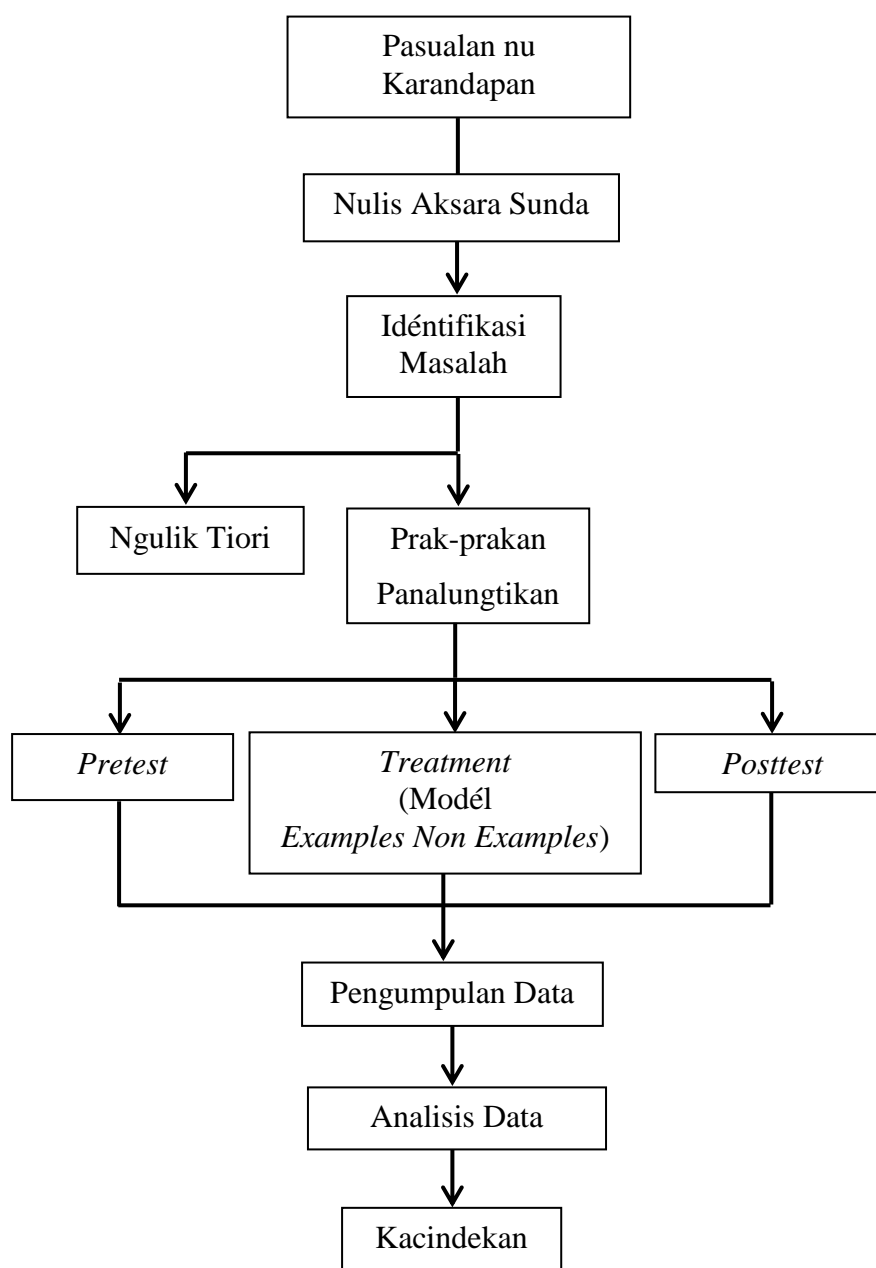 Pasualan nu
Karandapan
Nulis Aksara Sunda
Idéntifikasi
Masalah
Ngulik Tiori
Prak-prakan
Panalungtikan
Pretest
Treatment
(Modél
Examples Non Examples)
Posttest
Pengumpulan Data
Analisis Data
Kacindekan